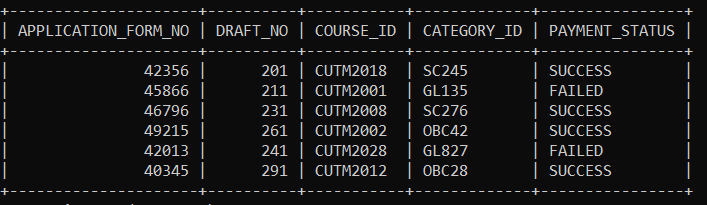 +--------------------+----------+-----------+-------------+----------------+
| APPLICATION_FORM_NO | DRAFT_NO | COURSE_ID | CATEGORY_ID | PAYMENT_STATUS |
+--------------------+----------+-----------+-------------+----------------+
| 42356 | 201 | CUTM2018 | SC245 | SUCCESS |
| 45866 | 211 | CUTM2001 | GL135 | FAILED |
| 46796 | 231 | CUTM2008 | SC276 | SUCCESS |
| 49215 | 261 | CUTM2002 | OBC42 | SUCCESS |
| 42013 | 241 | CUTM2028 | GL827 | FAILED |
| 40345 | 291 | CUTM2012 | OBC28 | SUCCESS |
+--------------------+----------+-----------+-------------+----------------+